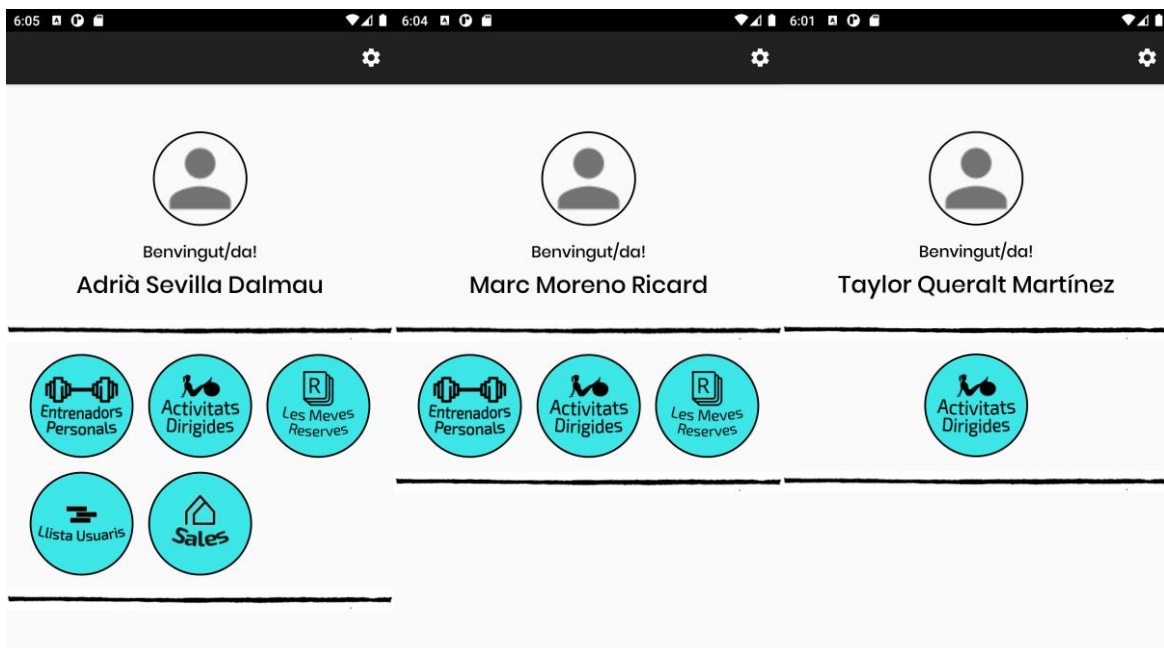 6:05
6:04
6:01
Benvingut/da!
Adrià Sevilla Dalmau
Benvingut/da!
Marc Moreno Ricard
Benvingut/da!
Taylor Queralt Martínez
Entrenadors
Personals
Activitats
Dirigides
R
Les Meves
Reserves
Llista Usuaris
Sales
Entrenadors
Personals
Activitats
Dirigides
R
Les Meves
Reserves
Activitats
Dirigides